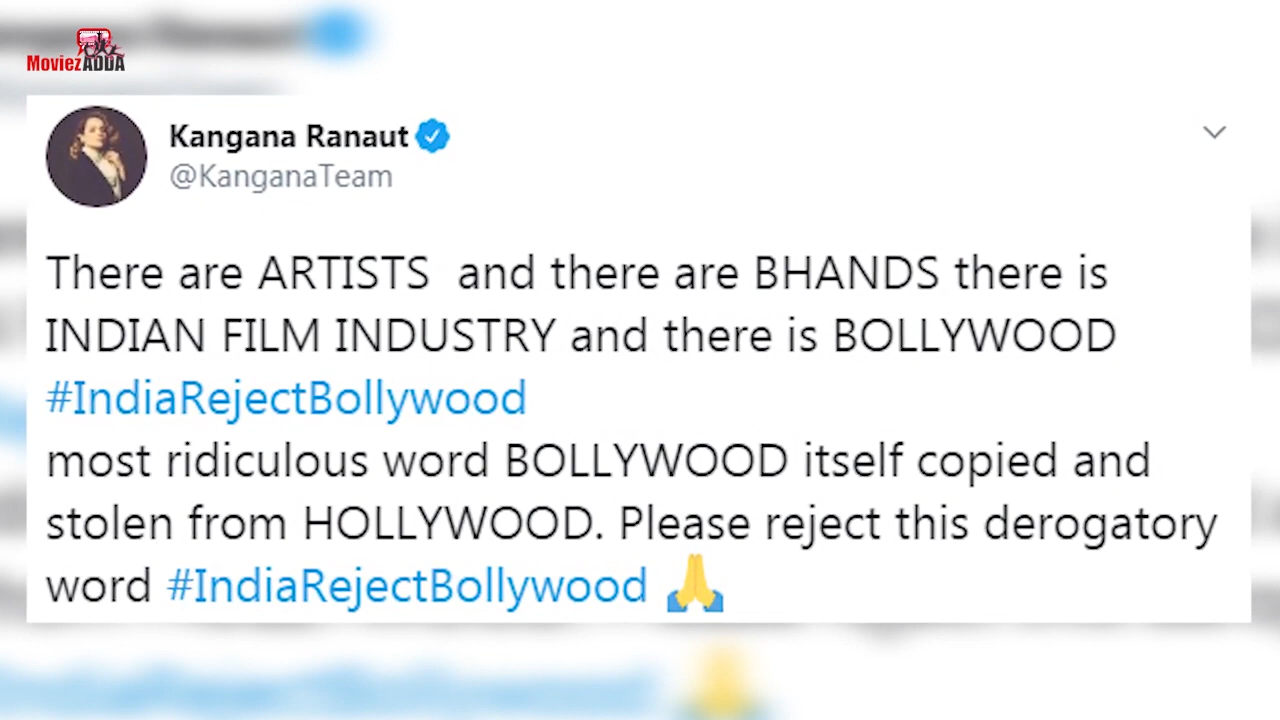 MoviezADDA
Kangana Ranaut
@KanganaTeam
There are ARTISTS and there are BHANDS there is
INDIAN FILM INDUSTRY and there is BOLLYWOOD
#IndiaRejectBollywood
most ridiculous word BOLLYWOOD itself copied and
stolen from HOLLYWOOD. Please reject this derogatory
word #IndiaRejectBollywood 🙏